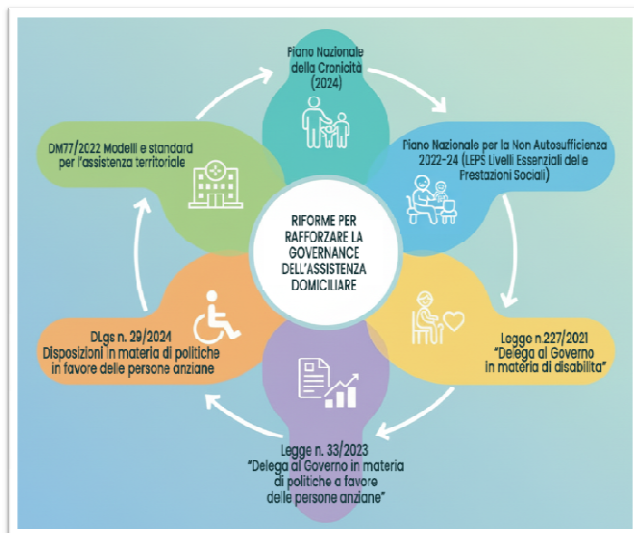 Piano Nazionale
della Cronicità
(2024)
Piano Nazionale per la Non Autosufficienza
2022-24 (LEPS Livelli Essenziali delle
Prestazioni Sociali)
Legge n.227/2021
“Delega al Governo
in materia di disabilita”
Legge n. 33/2023
“Delega al Governo in materia
di politiche a favore
delle persone anziane”
DLgs n. 29/2024
Disposizioni in materia di politiche
in favore delle persone anziane
DM77/2022 Modelli e standard
per l’assistenza territoriale
RIFORME PER
RAFFORZARE LA
GOVERNANCE
DELL’ASSISTENZA
DOMICILIARE